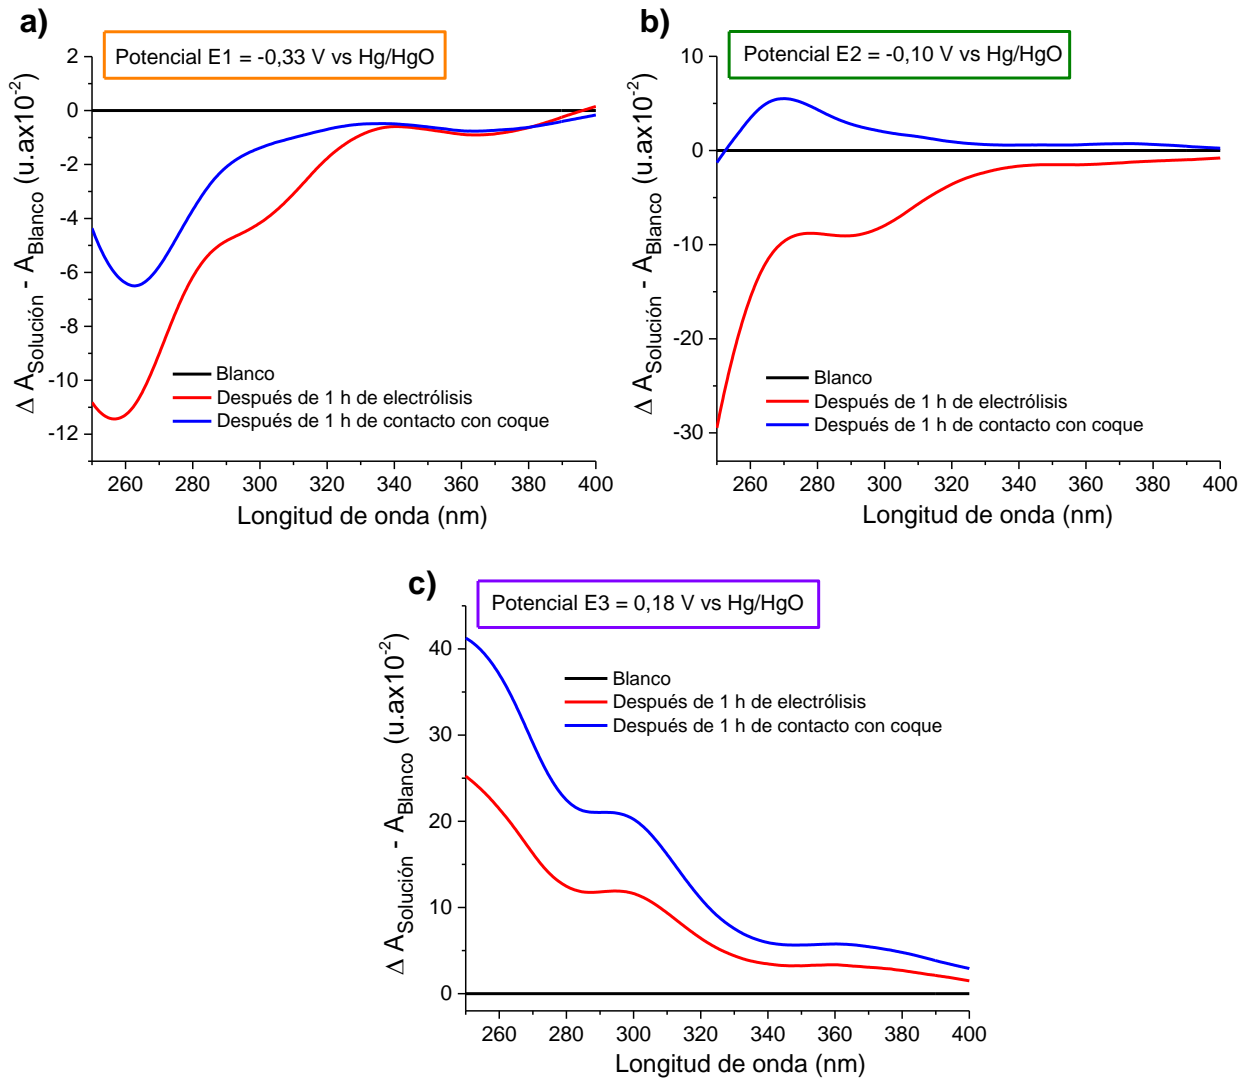 a)
Potencial E1 = -0,33 V vs Hg/HgO
Δ A_Solución - A_Blanco (u.ax10^-2)
2
0
-2
-4
-6
-8
-10
-12
Blanco
Después de 1 h de electrólisis
Después de 1 h de contacto con coque
260 280 300 320 340 360 380 400
Longitud de onda (nm)
b)
Potencial E2 = -0,10 V vs Hg/HgO
Δ A_Solución - A_Blanco (u.ax10^-2)
10
0
-10
-20
-30
Blanco
Después de 1 h de electrólisis
Después de 1 h de contacto con coque
260 280 300 320 340 360 380 400
Longitud de onda (nm)
c)
Potencial E3 = 0,18 V vs Hg/HgO
Δ A_Solución - A_Blanco (u.ax10^-2)
40
30
20
10
0
Blanco
Después de 1 h de electrólisis
Después de 1 h de contacto con coque
260 280 300 320 340 360 380 400
Longitud de onda (nm)